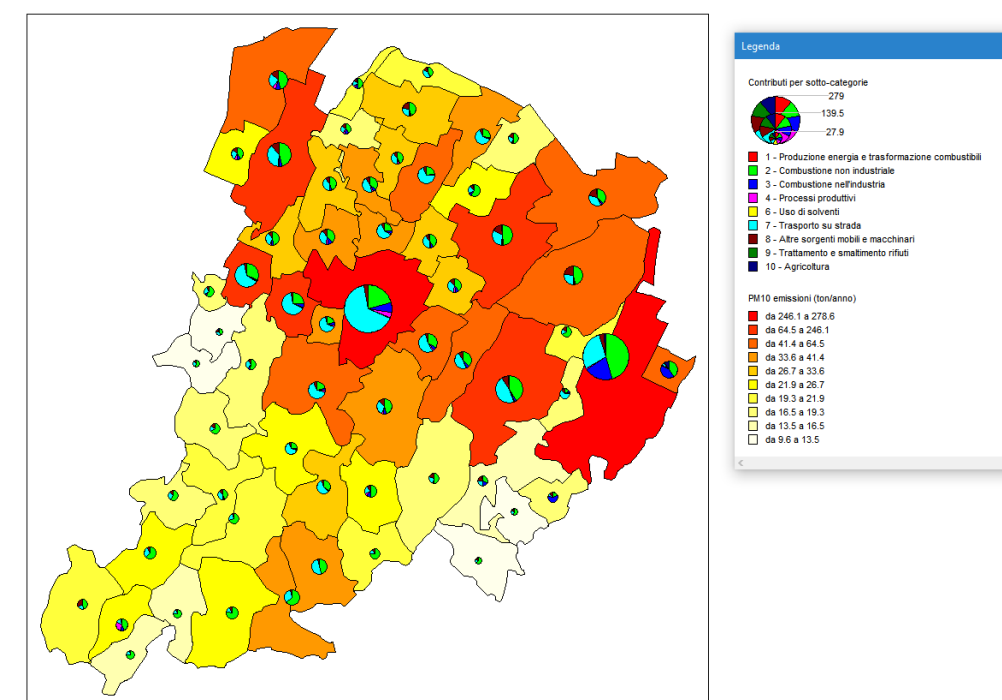 Legenda
Contributi per sotto-categorie
279
139.5
27.9
1 - Produzione energia e trasformazione combustibili
2 - Combustione non industriale
3 - Combustione nell'industria
4 - Processi produttivi
6 - Uso di solventi
7 - Trasporto su strada
8 - Altre sorgenti mobili e macchinari
9 - Trattamento e smaltimento rifiuti
10 - Agricoltura
PM10 emissioni (ton/anno)
da 246.1 a 278.6
da 64.5 a 246.1
da 41.4 a 64.5
da 33.6 a 41.4
da 26.7 a 33.6
da 21.9 a 26.7
da 19.3 a 21.9
da 16.5 a 19.3
da 13.5 a 16.5
da 9.6 a 13.5